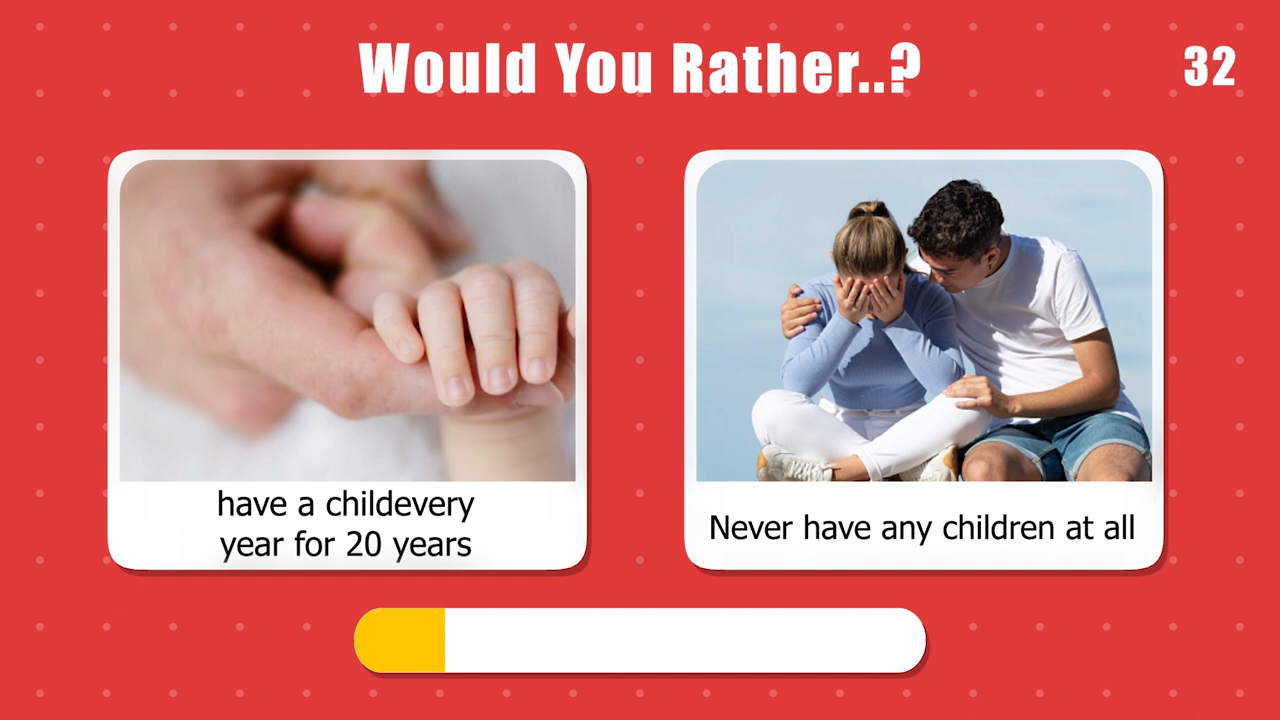 Would You Rather..?
32
have a childevery
year for 20 years
Never have any children at all